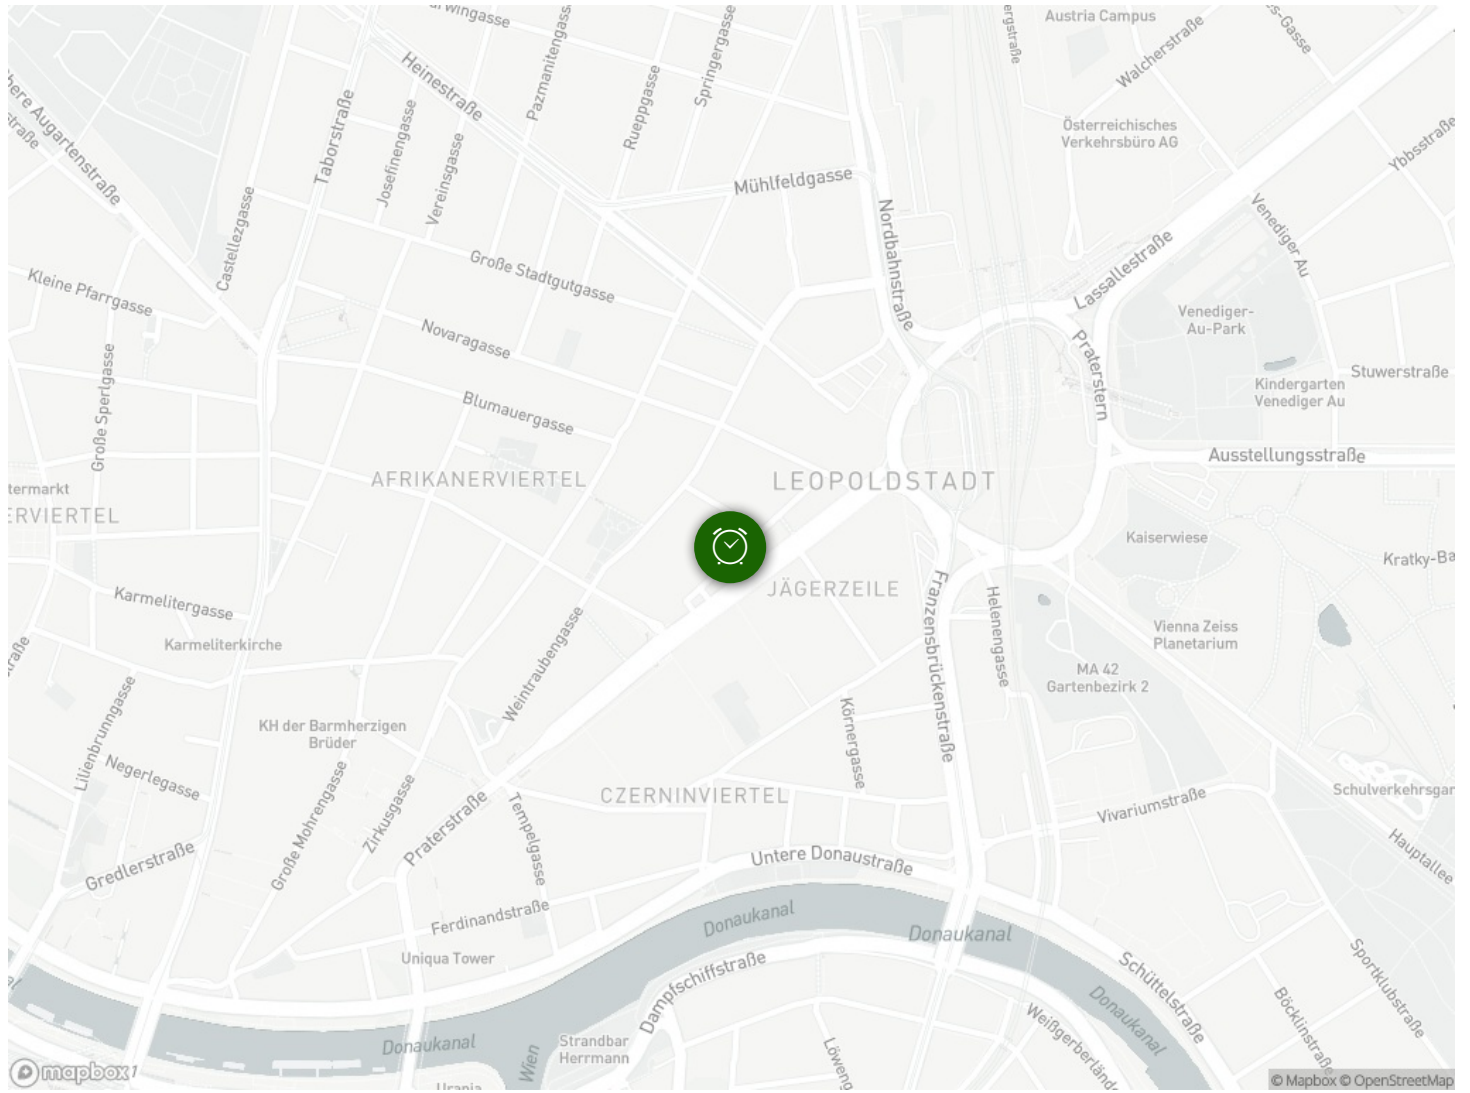 Austria Campus
Walcherstraße
Heinestraße
Pazmanitengas
Springergasse
Rueppgasse
Josefinengasse
Vereinsgasse
Taborstraße
Castellezgasse
Österreichisches
Verkehrsbüro AG
Ybbsstraße
Mühlfeldgasse
Nordbahnstraße
Venediger Au
Lassallestraße
Große Stadtgutgasse
Kleine Pfarrgasse
Novaragasse
Venediger-
Au-Park
Praterstern
Große Sperlgasse
Blumauergasse
Kindergarten
Venediger Au
Stuwerstraße
Ausstellungsstraße
AFRIKANERVIERTEL
LEOPOLDSTADT
termarkt
ERVIERTEL
Kaiserwiese
Kratky-Ba
JÄGERZEILE
Karmelitergasse
Karmeliterkirche
Franzensbrückenstraße
Helenengasse
Vienna Zeiss
Planetarium
MA 42
Gartenbezirk 2
Weintraubengasse
Lilienbrunngasse
KH der Barmherzigen
Brüder
Körnergasse
Negerlegasse
Große Mohrengasse
Zirkusgasse
Praterstraße
Tempelgasse
CZERNINVIERTEL
Vivariumstraße
Schulverkehrsgar
Hauptallee
Gredlerstraße
Untere Donaustraße
Ferdinandstraße
Donaukanal
Donaukanal
Uniqua Tower
Dampfschiffstraße
Schüttelstraße
Sportklubstraße
Böcklinstraße
Donaukanal
Weißgerberlände
Donaukanal
Wien
Strandbar
Herrmann
Löweng
Urania
mapbox
© Mapbox © OpenStreetMap